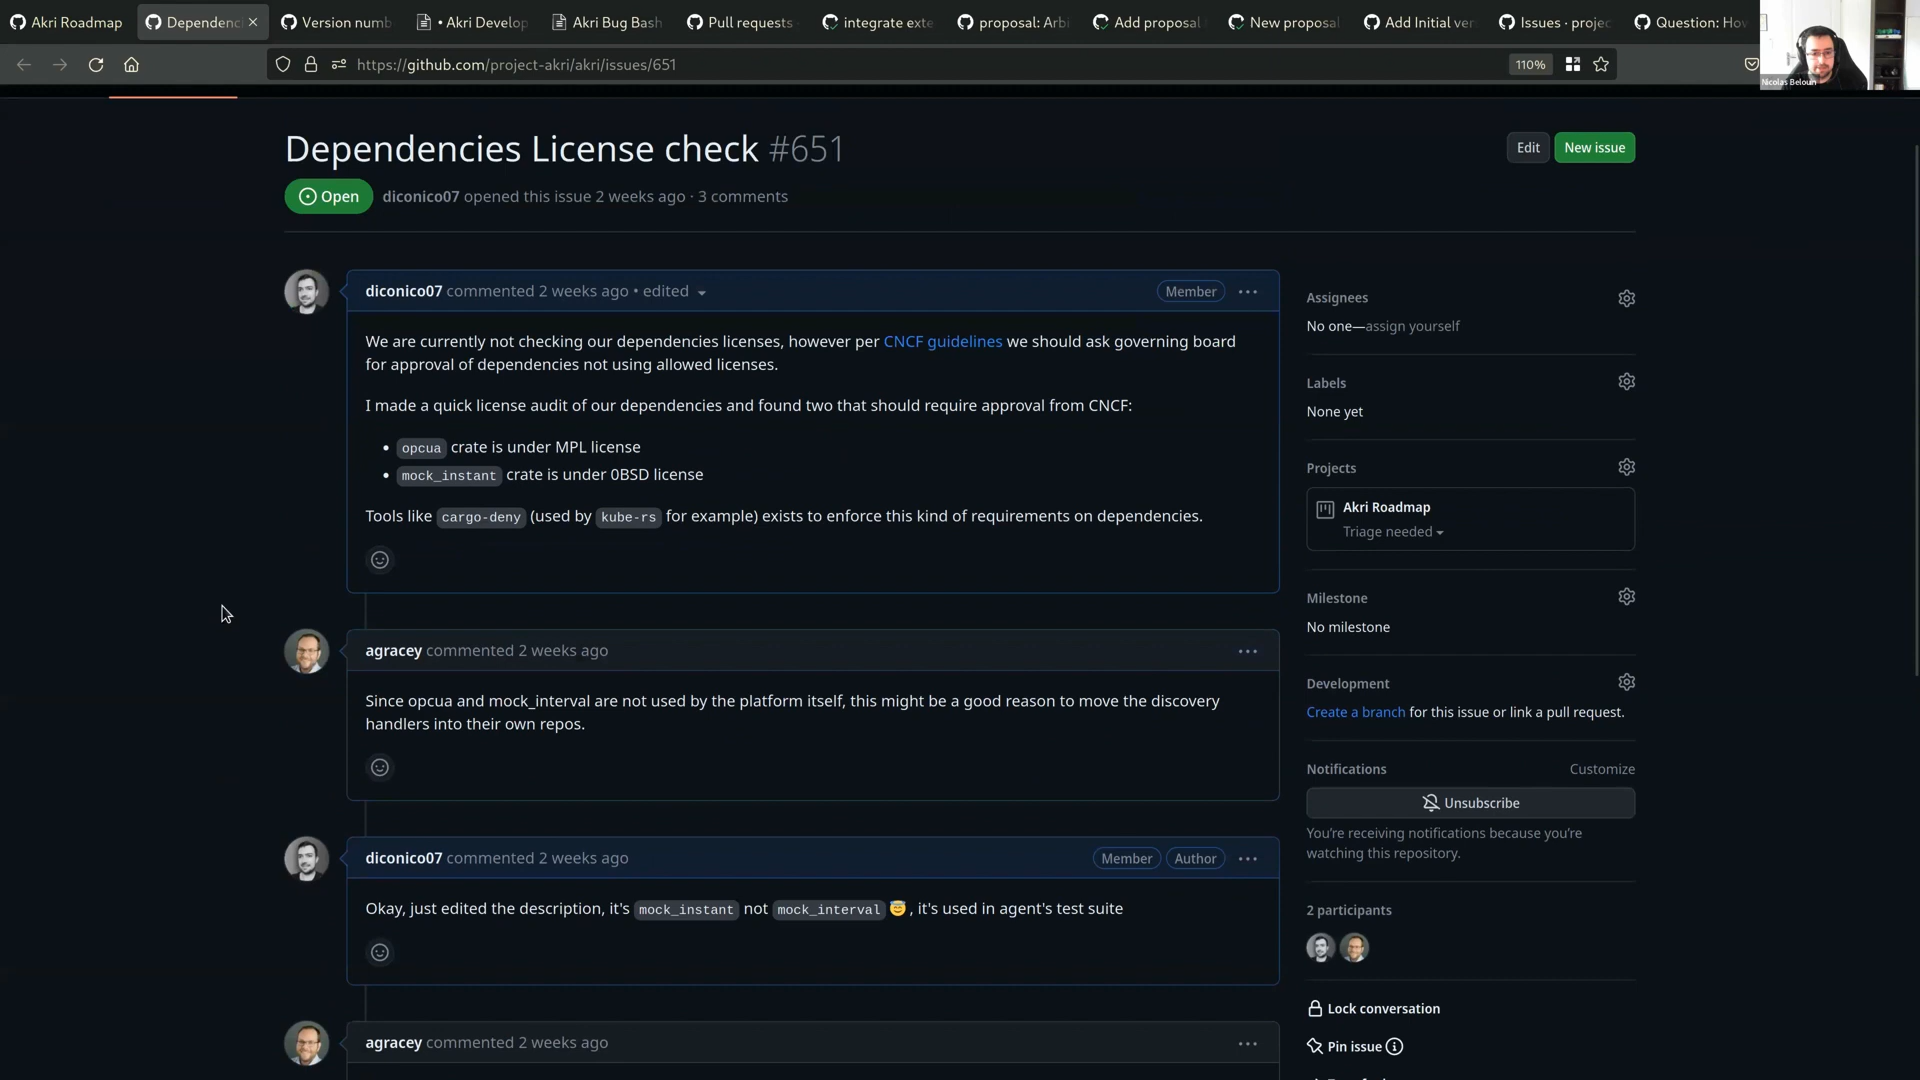 Akri Roadmap
Dependenc
Version numb
• Akri Develop
Akri Bug Bash
Pull requests
integrate exte
proposal: Arbi
Add proposal
New proposal
Add Initial ver
Issues · projec
Question: How
https://github.com/project-akri/akri/issues/651
110%
Nicolas Belouin
Dependencies License check #651
Edit
New issue
Open
diconico07 opened this issue 2 weeks ago · 3 comments
diconico07 commented 2 weeks ago • edited
Member
We are currently not checking our dependencies licenses, however per CNCF guidelines we should ask governing board
for approval of dependencies not using allowed licenses.
I made a quick license audit of our dependencies and found two that should require approval from CNCF:
• opcua crate is under MPL license
• mock_instant crate is under 0BSD license
Tools like cargo-deny (used by kube-rs for example) exists to enforce this kind of requirements on dependencies.
agracey commented 2 weeks ago
Since opcua and mock_interval are not used by the platform itself, this might be a good reason to move the discovery
handlers into their own repos.
diconico07 commented 2 weeks ago
Member
Author
Okay, just edited the description, it's mock_instant not mock_interval 😇, it's used in agent's test suite
agracey commented 2 weeks ago
Assignees
No one—assign yourself
Labels
None yet
Projects
Akri Roadmap
Triage needed
Milestone
No milestone
Development
Create a branch for this issue or link a pull request.
Notifications
Customize
Unsubscribe
You're receiving notifications because you're
watching this repository.
2 participants
Lock conversation
Pin issue